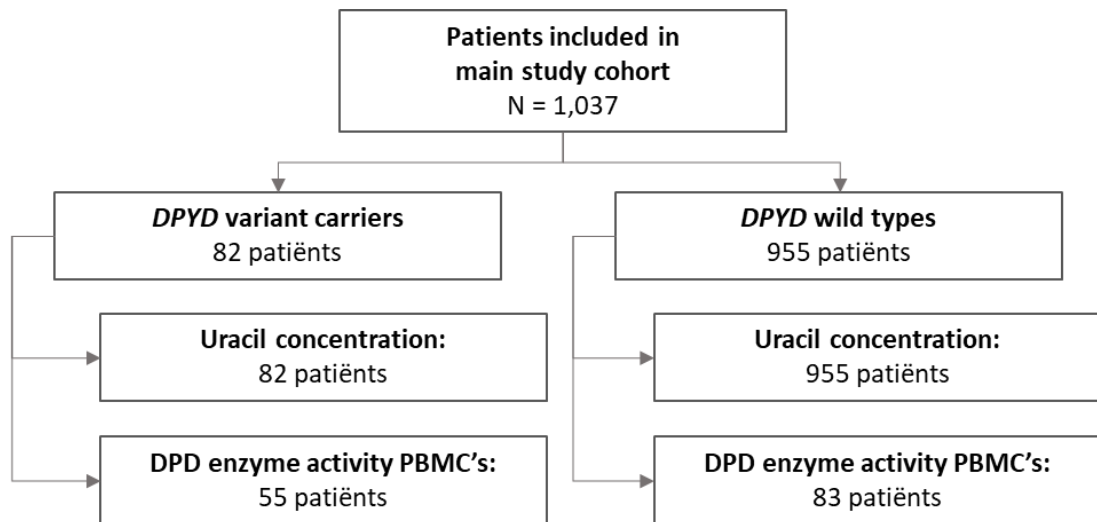 Patients included in
main study cohort
N = 1,037
DPYD variant carriers
82 patiënts
DPYD wild types
955 patiënts
Uracil concentration:
82 patiënts
Uracil concentration:
955 patiënts
DPD enzyme activity PBMC's:
55 patiënts
DPD enzyme activity PBMC's:
83 patiënts